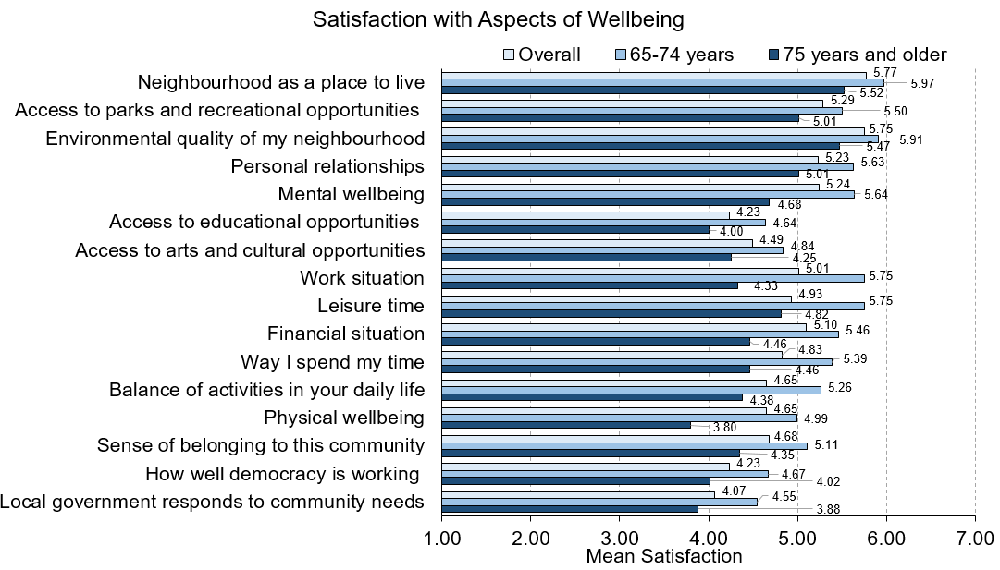 Satisfaction with Aspects of Wellbeing
Overall 65-74 years 75 years and older
Neighbourhood as a place to live 5.77 5.97 5.52
Access to parks and recreational opportunities 5.29 5.50 5.01
Environmental quality of my neighbourhood 5.75 5.91 5.47
Personal relationships 5.23 5.63 5.01
Mental wellbeing 5.24 5.64 4.68
Access to educational opportunities 4.23 4.64 4.00
Access to arts and cultural opportunities 4.49 4.84 4.25
Work situation 5.01 5.75 4.33
Leisure time 4.93 5.75 4.82
Financial situation 5.10 5.46 4.46
Way I spend my time 4.83 5.39 4.46
Balance of activities in your daily life 4.65 5.26 4.38
Physical wellbeing 4.65 4.99 3.80
Sense of belonging to this community 4.68 5.11 4.35
How well democracy is working 4.23 4.67 4.02
Local government responds to community needs 4.07 4.55 3.88
1.00 2.00 3.00 4.00 5.00 6.00 7.00
Mean Satisfaction